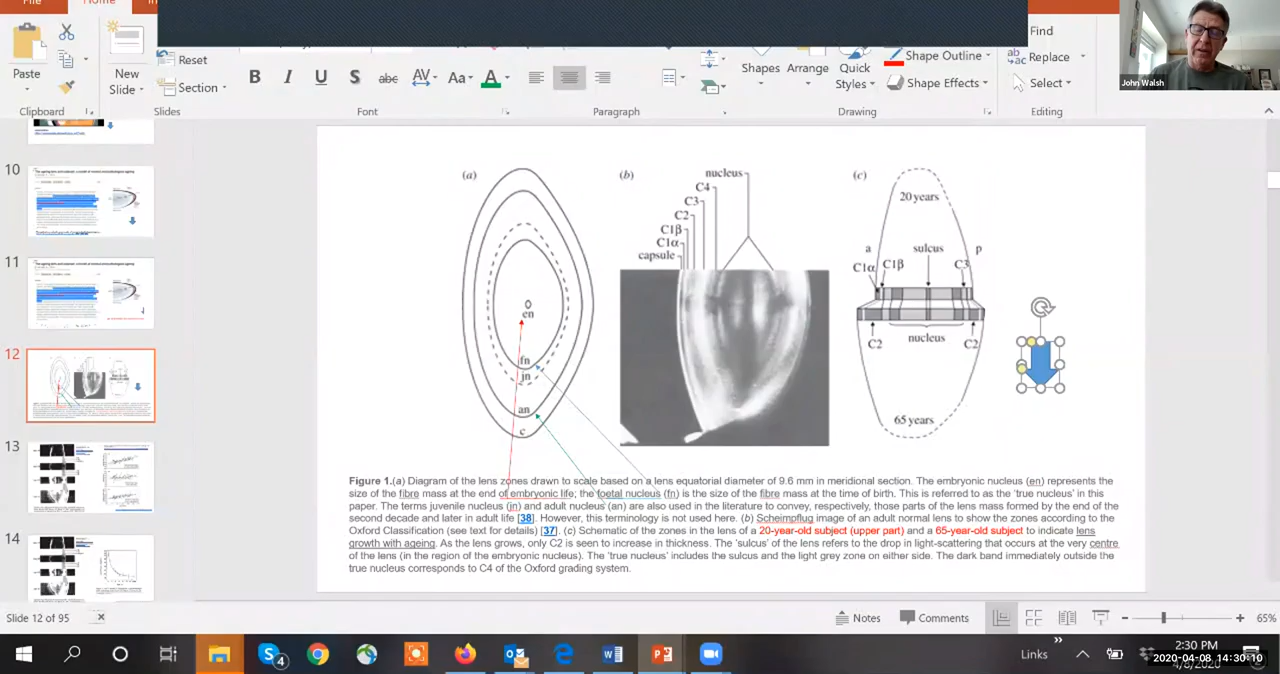 File
Home
In
Find
Paste
New
Slide
Reset
Section
B I U S abc AV Aa A
Shapes
Arrange
Quick
Styles
Shape Outline
Shape Effects
Replace
Select
John Walsh
Clipboard
Slides
Font
Paragraph
Drawing
Editing
10
11
12
13
14
(a)
en
fn
jn
an
c
(b)
nucleus
C4
C3
C2
C1β
C1α
capsule
(c)
20 years
a
sulcus
p
C1α
C1β
C3
C2
nucleus
C2
65 years
Figure 1.(a) Diagram of the lens zones drawn to scale based on a lens equatorial diameter of 9.6 mm in meridional section. The embryonic nucleus (en) represents the
size of the fibre mass at the end of embryonic life; the foetal nucleus (fn) is the size of the fibre mass at the time of birth. This is referred to as the 'true nucleus' in this
paper. The terms juvenile nucleus (jn) and adult nucleus (an) are also used in the literature to convey, respectively, those parts of the lens mass formed by the end of the
second decade and later in adult life [38]. However, this terminology is not used here. (b) Scheimpflug image of an adult normal lens to show the zones according to the
Oxford Classification (see text for details) [37]. (c) Schematic of the zones in the lens of a 20-year-old subject (upper part) and a 65-year-old subject to indicate lens
growth with ageing. As the lens grows, only C2 is seen to increase in thickness. The 'sulcus' of the lens refers to the drop in light-scattering that occurs at the very centre
of the lens (in the region of the embryonic nucleus). The 'true nucleus' includes the sulcus and the light grey zone on either side. The dark band immediately outside the
true nucleus corresponds to C4 of the Oxford grading system.
Slide 12 of 95
Notes
Comments
65%
4
Links
2:30 PM
2020-04-08 14:30:10